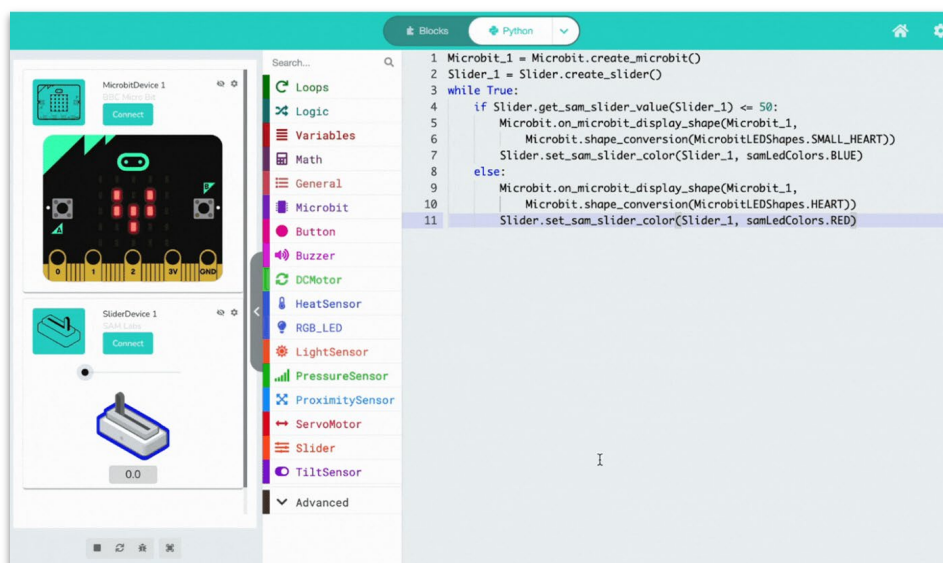 Blocks
Python
MicrobitDevice 1
BBC Micro Bit
Connect
B
A
0 1 2 3V GND
SliderDevice 1
SAM Labs
Connect
0.0
Search...
Loops
Logic
Variables
Math
General
Microbit
Button
Buzzer
DCMotor
HeatSensor
RGB_LED
LightSensor
PressureSensor
ProximitySensor
ServoMotor
Slider
TiltSensor
Advanced
1 Microbit_1 = Microbit.create_microbit()
2 Slider_1 = Slider.create_slider()
3 while True:
4 if Slider.get_sam_slider_value(Slider_1) <= 50:
5 Microbit.on_microbit_display_shape(Microbit_1,
6 Microbit.shape_conversion(MicrobitLEDShapes.SMALL_HEART))
7 Slider.set_sam_slider_color(Slider_1, samLedColors.BLUE)
8 else:
9 Microbit.on_microbit_display_shape(Microbit_1,
10 Microbit.shape_conversion(MicrobitLEDShapes.HEART))
11 Slider.set_sam_slider_color(Slider_1, samLedColors.RED)